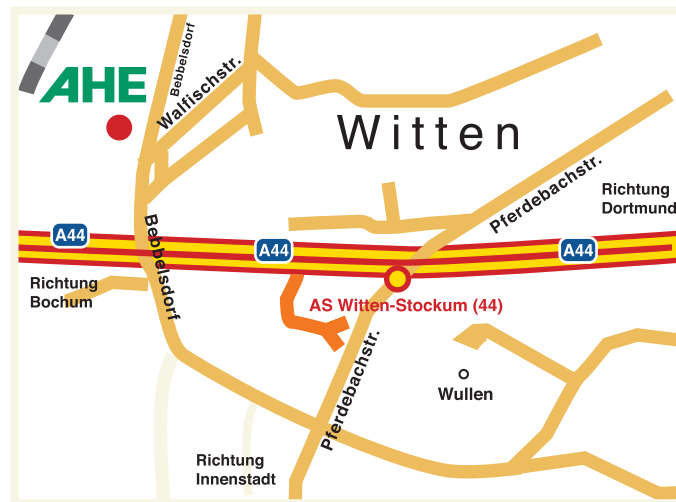 Bebbelsdorf
AHE
Walfischstr.
Witten
Pferdebachstr.
Richtung
Dortmund
A44
A44
A44
Bebbelsdorf
Richtung
Bochum
AS Witten-Stockum (44)
Pferdebachstr.
Wullen
Richtung
Innenstadt